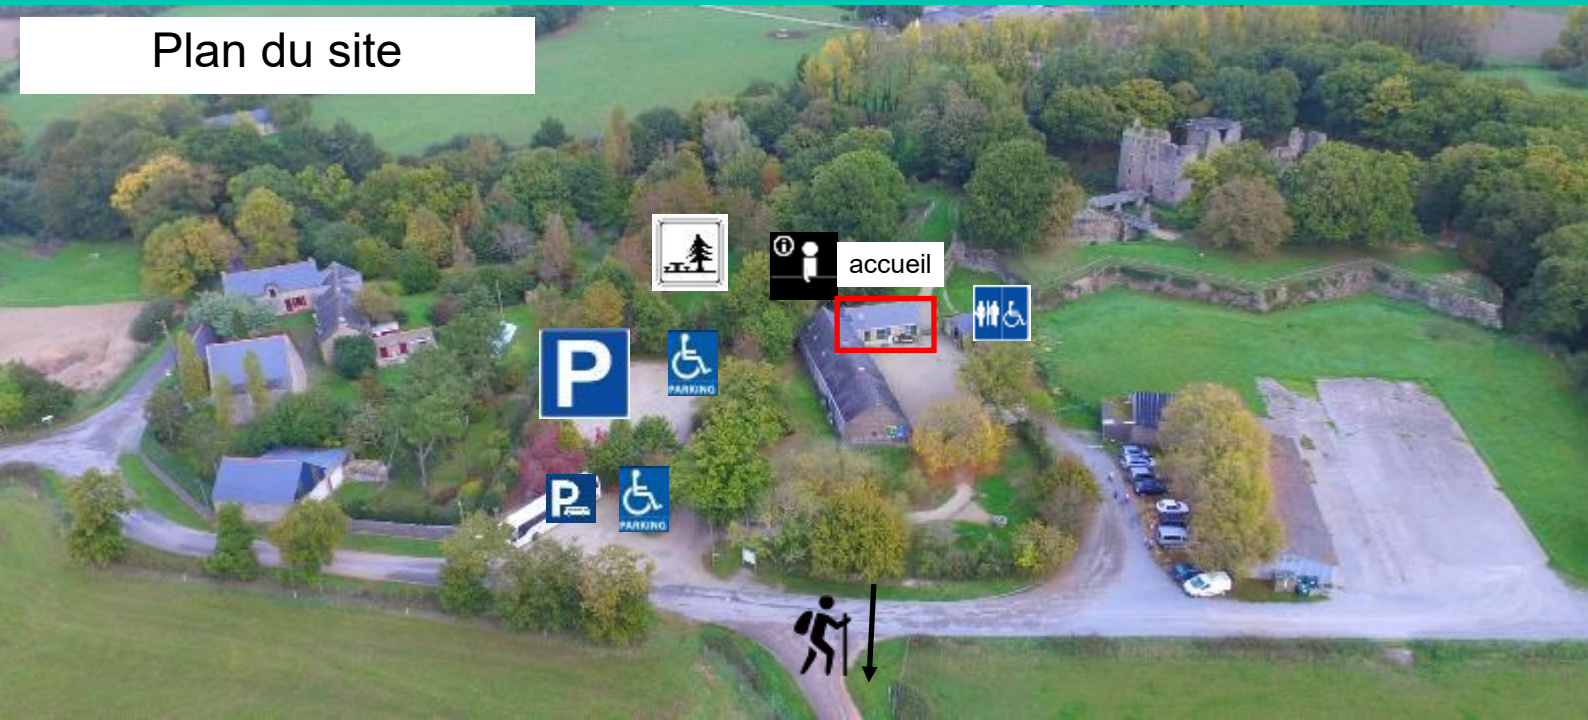 Plan du site
accueil
P
PARKING
P
PARKING